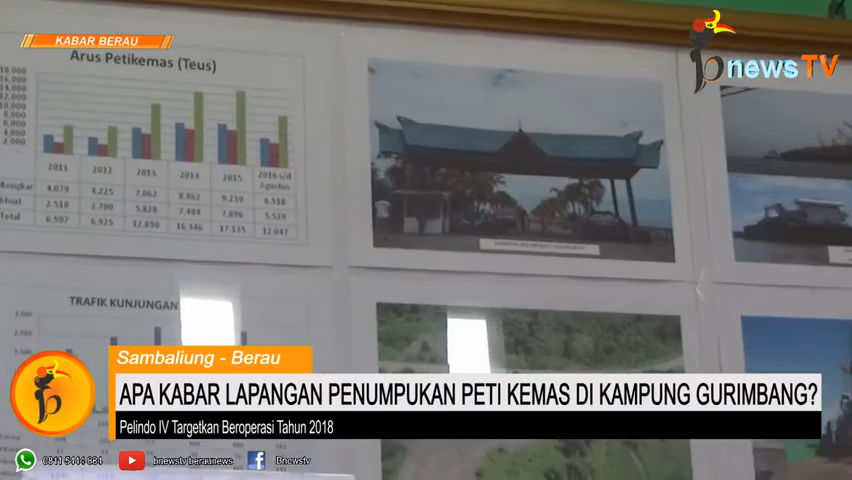 KABAR BERAU
bnewsTV
Arus Petikemas (Teus)
18.000
16.000
14.000
12.000
10.000
8.000
6.000
4.000
2.000
2011 2012 2013 2014 2015 2016 s/d Agustus
Bongkar 4.079 4.225 7.062 8.862 9.239 6.518
Muat 2.518 2.700 5.828 7.484 7.896 5.529
Total 6.597 6.925 12.890 16.346 17.135 12.047
TRAFIK KUNJUNGAN
Sambaliung - Berau
APA KABAR LAPANGAN PENUMPUKAN PETI KEMAS DI KAMPUNG GURIMBANG?
Pelindo IV Targetkan Beroperasi Tahun 2018
0811 5444 884 bnewstv beraunews Bnewstv